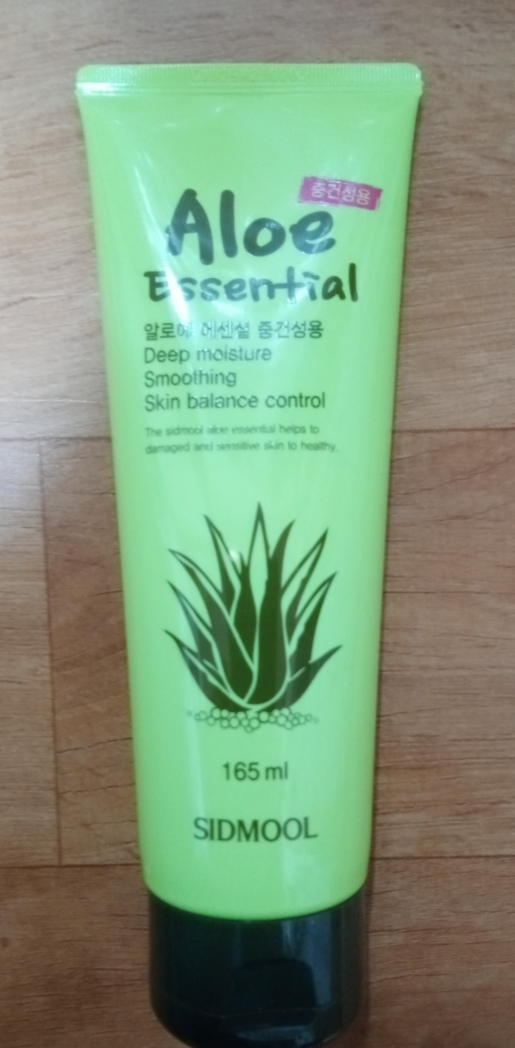 중건성용
Aloe
Essential
알로에 에센셜 중건성용
Deep moisture
Smoothing
Skin balance control
The sidmool aloe essential helps to
damaged and sensitive skin to healthy.
165 ml
SIDMOOL